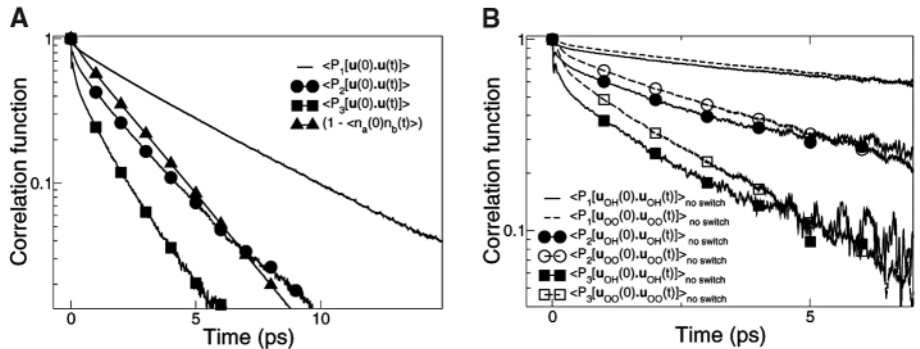 A
Correlation function
1
0.1
0
5
10
Time (ps)
<P1[u(0).u(t)]>
<P2[u(0).u(t)]>
<P3[u(0).u(t)]>
(1 - <na(0)nb(t)>)
B
Correlation function
1
0.1
0
5
Time (ps)
<P1[uOH(0).uOH(t)]>no switch
<P1[uOO(0).uOO(t)]>no switch
<P2[uOH(0).uOH(t)]>no switch
<P2[uOO(0).uOO(t)]>no switch
<P3[uOH(0).uOH(t)]>no switch
<P3[uOO(0).uOO(t)]>no switch